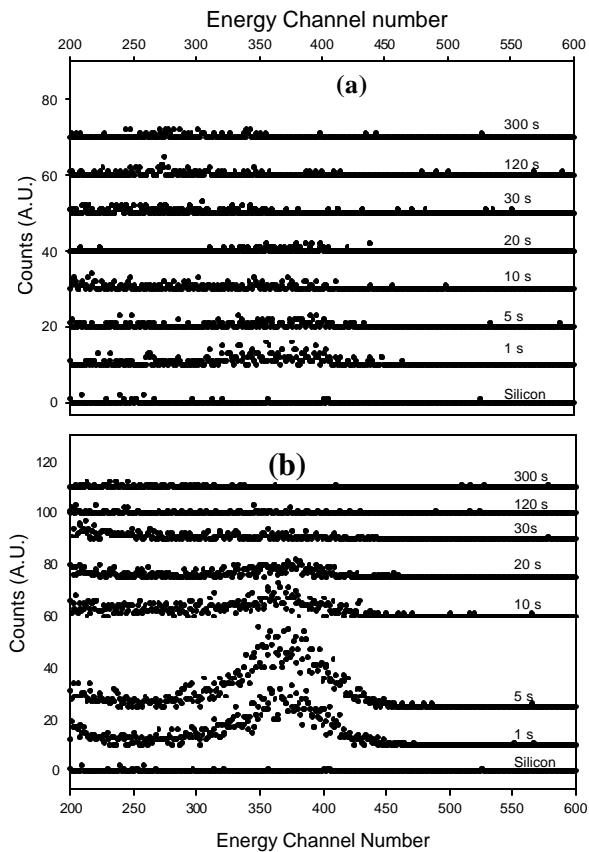 Energy Channel number
200 250 300 350 400 450 500 550 600
(a)
80
60
40
20
0
Counts (A.U.)
300 s
120 s
30 s
20 s
10 s
5 s
1 s
Silicon
(b)
120
100
80
60
40
20
0
Counts (A.U.)
300 s
120 s
30s
20 s
10 s
5 s
1 s
Silicon
200 250 300 350 400 450 500 550 600
Energy Channel Number